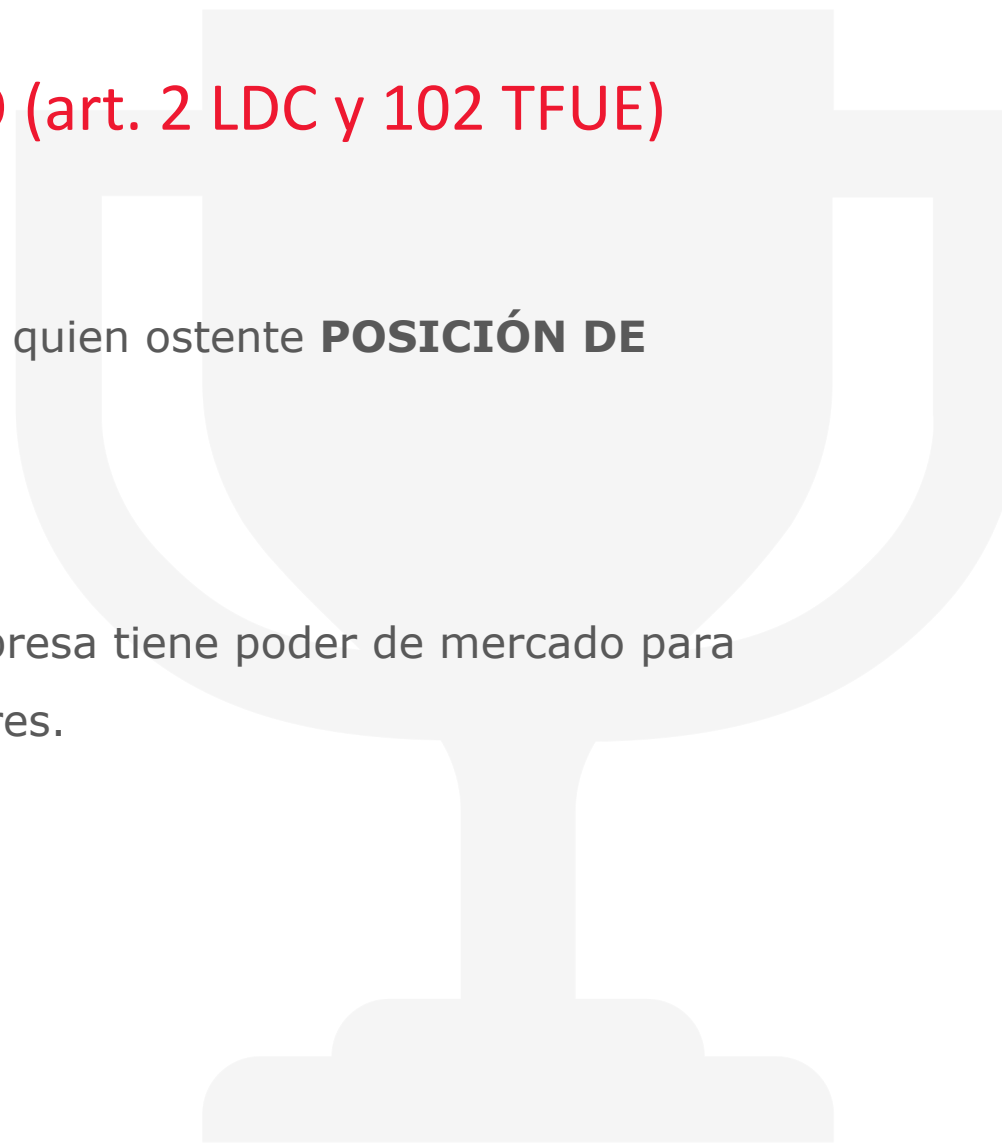 (art. 2 LDC y 102 TFUE)
quien ostente POSICIÓN DE
presa tiene poder de mercado para
res.